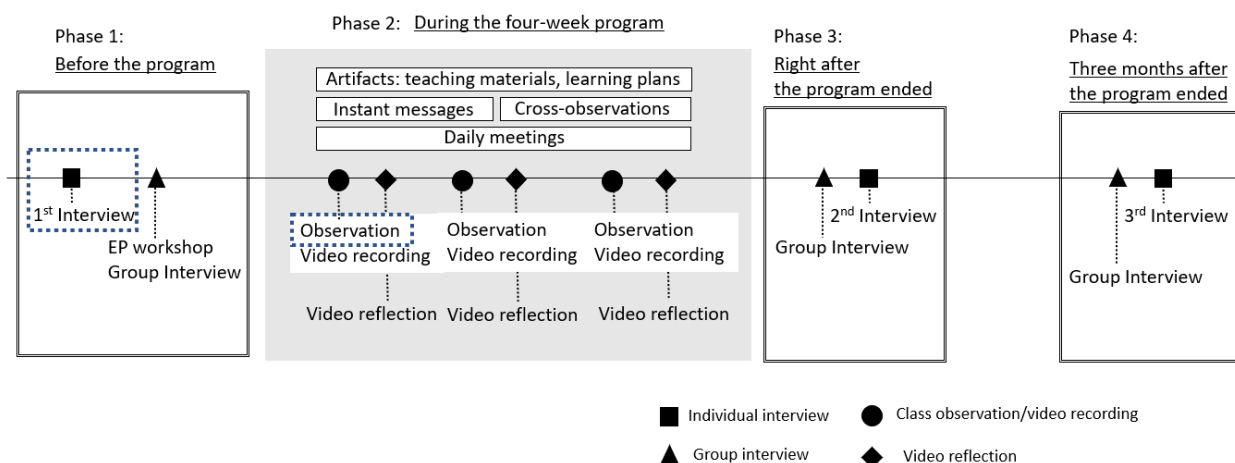 Phase 1:
Before the program
Phase 2: During the four-week program
Artifacts: teaching materials, learning plans
Instant messages
Cross-observations
Daily meetings
Phase 3:
Right after
the program ended
Phase 4:
Three months after
the program ended
1st Interview
EP workshop
Group Interview
Observation
Video recording
Observation
Video recording
Observation
Video recording
Video reflection
Video reflection
Video reflection
2nd Interview
Group Interview
3rd Interview
Group Interview
Individual interview
Class observation/video recording
Group interview
Video reflection